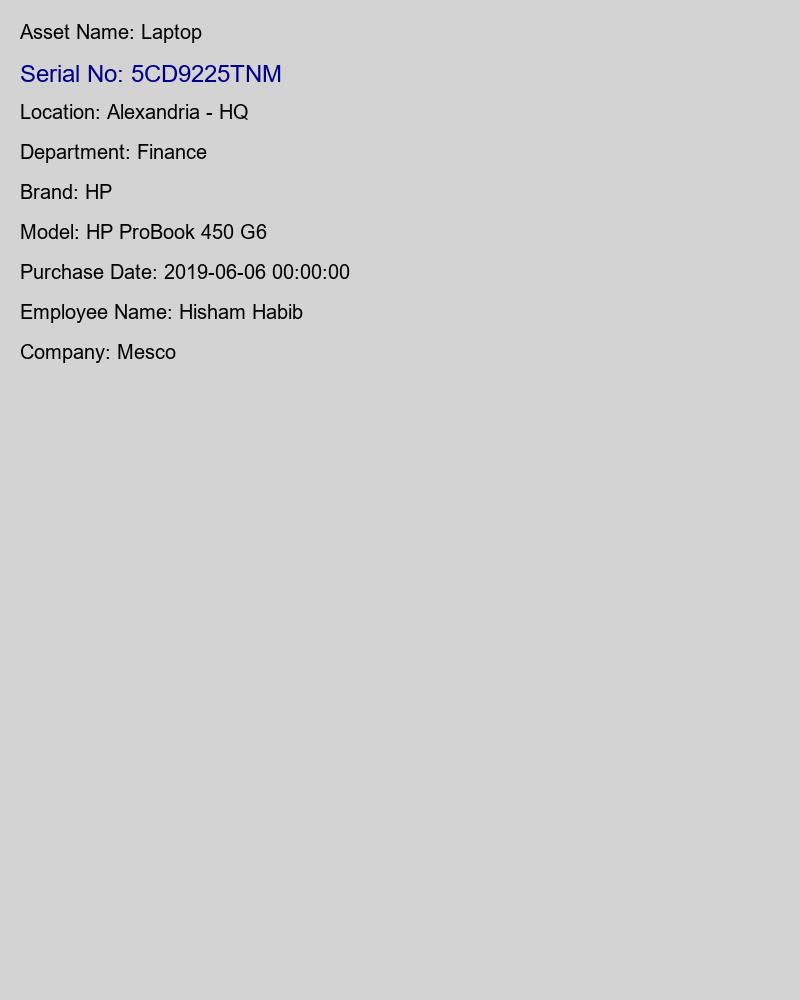 Asset Name: Laptop
Serial No: 5CD9225TNM
Location: Alexandria - HQ
Department: Finance
Brand: HP
Model: HP ProBook 450 G6
Purchase Date: 2019-06-06 00:00:00
Employee Name: Hisham Habib
Company: Mesco